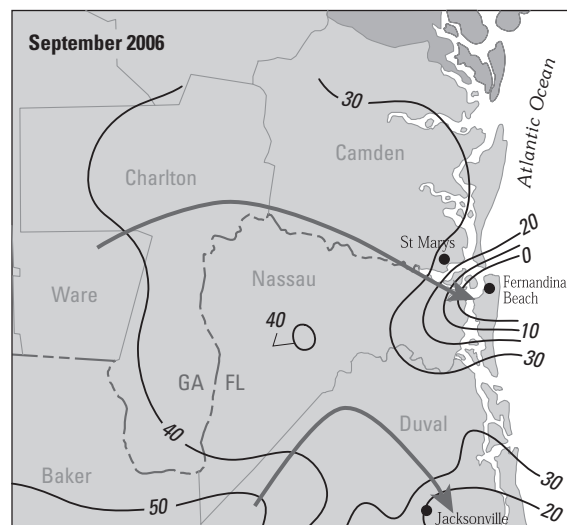 September 2006
30
Camden
Atlantic Ocean
Charlton
20
St Marys
0
Nassau
Fernandina
Beach
Ware
40
10
30
GA
FL
40
Duval
Baker
30
50
20
Jacksonville